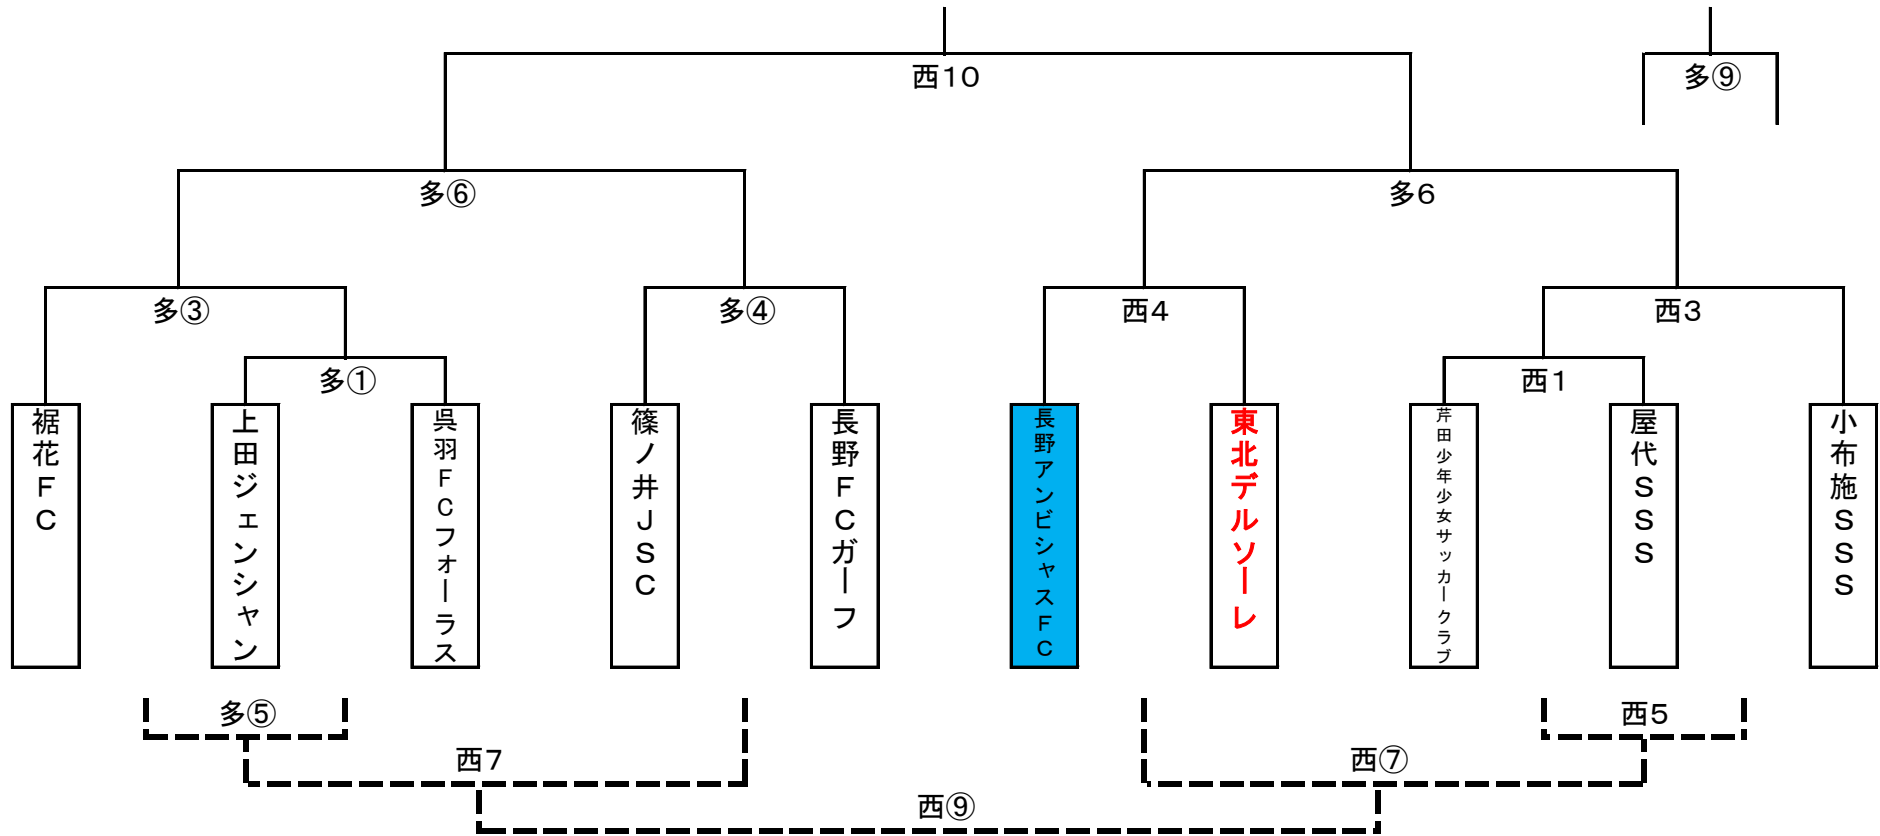 西10
多⑨
多⑥
多6
多③
多④
西4
西3
多①
西1
裾花FC
上田ジェンシャン
呉羽FCフォーラス
篠ノ井JSC
長野FCガーフ
長野アンビシャスFC
東北デルソーレ
芹田少年少女サッカークラブ
屋代SSS
小布施SSS
多⑤
西5
西7
西⑦
西⑨